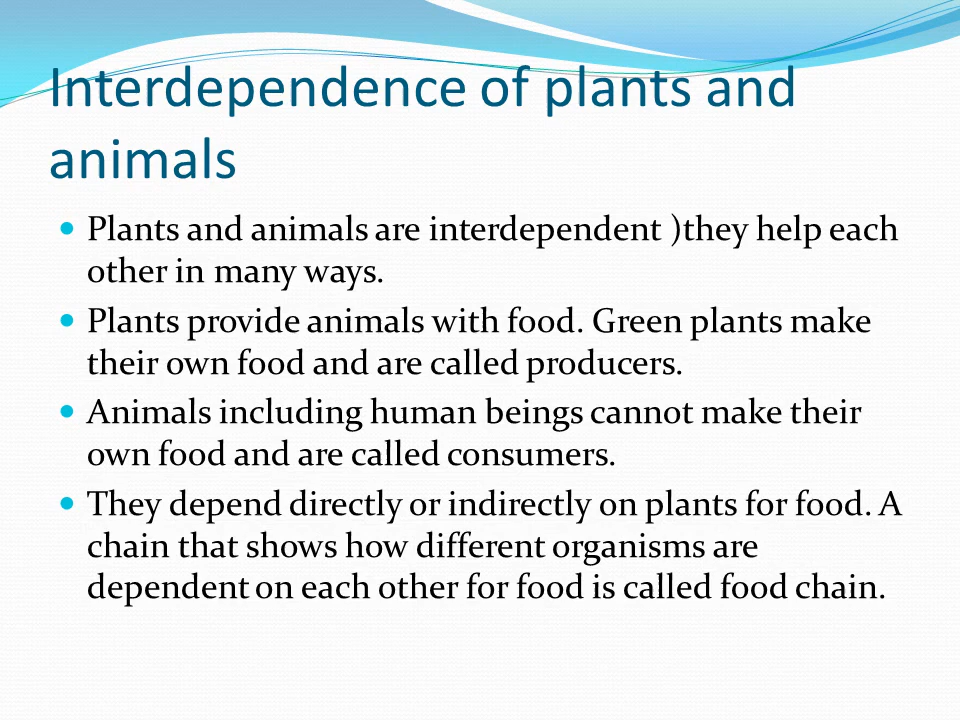 Interdependence of plants and
animals
Plants and animals are interdependent )they help each
other in many ways.
Plants provide animals with food. Green plants make
their own food and are called producers.
Animals including human beings cannot make their
own food and are called consumers.
They depend directly or indirectly on plants for food. A
chain that shows how different organisms are
dependent on each other for food is called food chain.